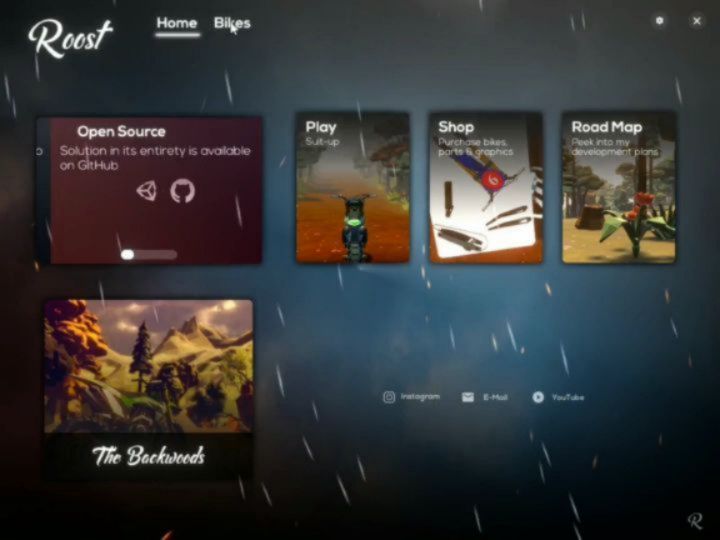 Roost
Home Bikes
Open Source
Solution in its entirety is available
on GitHub
Play
Suit-up
Shop
Purchase bikes,
parts & graphics
Road Map
Peek into my
development plans
The Backwoods
Instagram E-Mail YouTube
R